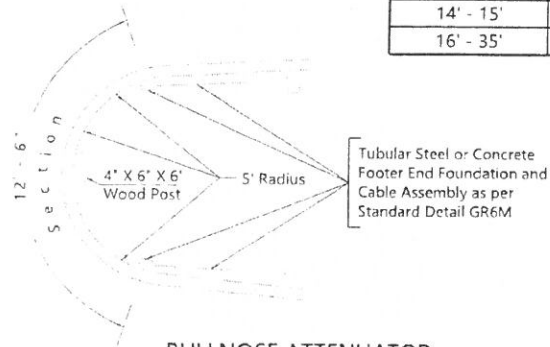 14' - 15'
16' - 35'
12' - 6"
Section
4" X 6" X 6'
Wood Post
5' Radius
Tubular Steel or Concrete
Footer End Foundation and
Cable Assembly as per
Standard Detail GR6M
BULLNOSE ATTENUATOR